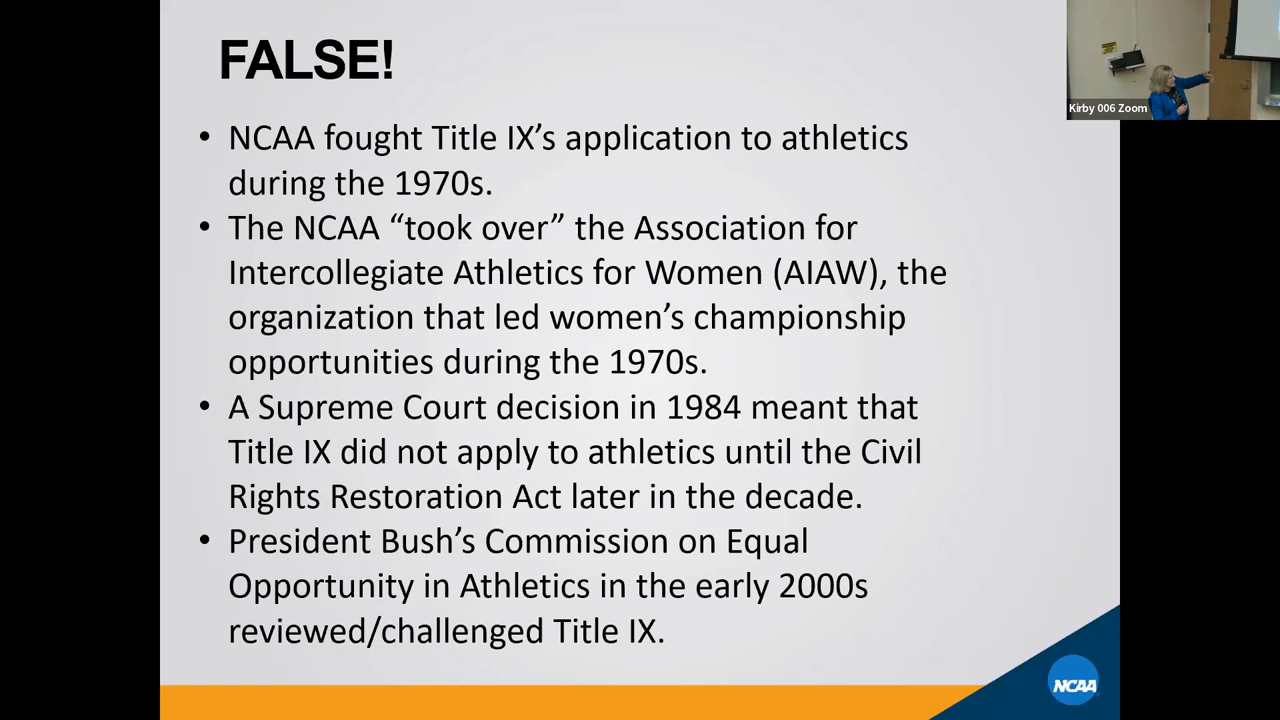 FALSE!
Kirby 006 Zoom
• NCAA fought Title IX’s application to athletics
during the 1970s.
• The NCAA “took over” the Association for
Intercollegiate Athletics for Women (AIAW), the
organization that led women’s championship
opportunities during the 1970s.
• A Supreme Court decision in 1984 meant that
Title IX did not apply to athletics until the Civil
Rights Restoration Act later in the decade.
• President Bush’s Commission on Equal
Opportunity in Athletics in the early 2000s
reviewed/challenged Title IX.
NCAA